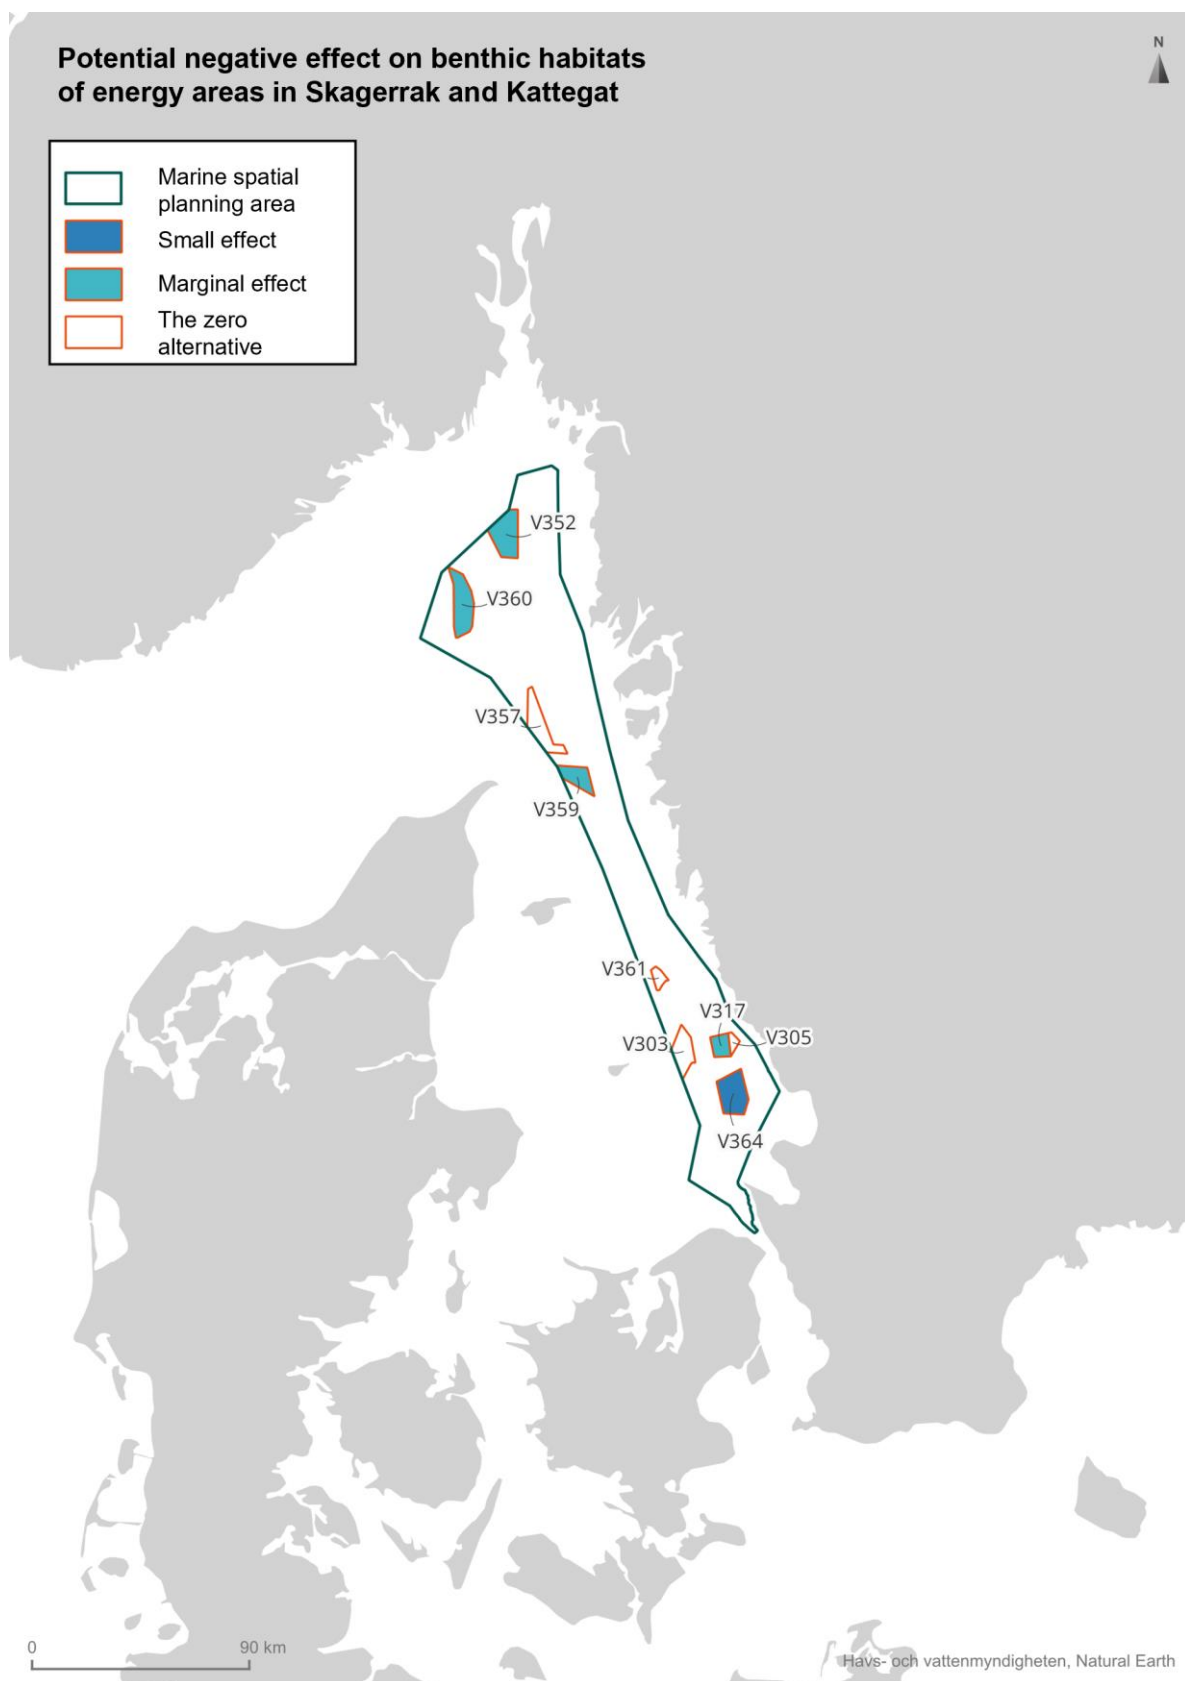 Potential negative effect on benthic habitats
of energy areas in Skagerrak and Kattegat
N
Marine spatial
planning area
Small effect
Marginal effect
The zero
alternative
V352
V360
V357
V359
V361
V317
V303
V305
V364
0
90 km
Havs- och vattenmyndigheten, Natural Earth